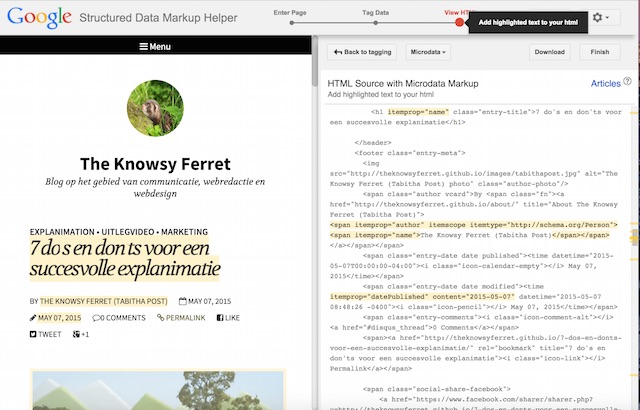 Google Structured Data Markup Helper
Enter Page
Tag Data
View HT
Add highlighted text to your html
Menu
The Knowsy Ferret
Blog op het gebied van communicatie, webredactie en
webdesign
EXPLANIMATION • UITLEGVIDEO • MARKETING
7 do s en don ts voor een
succesvolle explanimatie
BY THE KNOWSY FERRET (TABITHA POST) MAY 07, 2015
MAY 07, 2015 0 COMMENTS PERMALINK LIKE
TWEET +1
Back to tagging
Microdata
Download
Finish
HTML Source with Microdata Markup
Articles ?
Add highlighted text to your html
<h1 itemprop="name" class="entry-title">7 do's en don'ts voor
een succesvolle explanimatie</h1>
</header>
<footer class="entry-meta">
<img
src="http://theknowsyferret.github.io/images/tabithapost.jpg" alt="The
Knowsy Ferret (Tabitha Post) photo" class="author-photo"/>
<span class="author vcard">By <span class="fn"><a
href="http://theknowsyferret.github.io/about/" title="About The Knowsy
Ferret (Tabitha Post)">
<span itemprop="author" itemscope itemtype="http://schema.org/Person">
<span itemprop="name">The Knowsy Ferret (Tabitha Post)</span></span>
</a></span></span>
<span class="entry-date date published"><time datetime="2015-
05-07T00:00:00-04:00"><i class="icon-calendar-empty"></i> May 07,
2015</time></span>
<span class="entry-date date modified"><time
itemprop="datePublished" content="2015-05-07" datetime="2015-05-07
08:48:26 -0400"><i class="icon-pencil"></i> May 07, 2015</time></span>
<span class="entry-comments"><i class="icon-comment-alt"></i>
<a href="#disqus_thread">0 Comments</a></span>
<span><a href="http://theknowsyferret.github.io/7-dos-en-donts-
voor-een-succesvolle-explanimatie/" rel="bookmark" title="7 do's en
don'ts voor een succesvolle explanimatie"><i class="icon-link"></i>
Permalink</a></span>
<span class="social-share-facebook">
<a href="https://www.facebook.com/sharer/sharer.php?